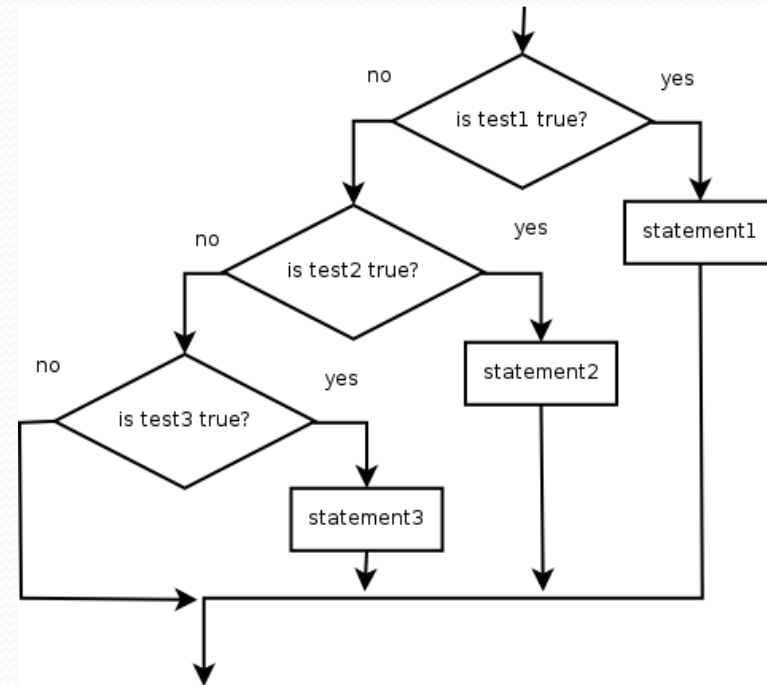 no
yes
is test1 true?
no
yes
statement1
is test2 true?
no
yes
statement2
is test3 true?
statement3